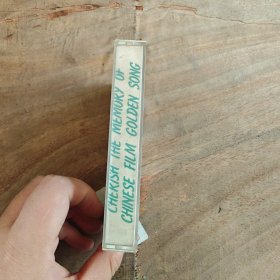 CHERISH THE MEMORY OF
CHINESE FILM GOLDEN SONG